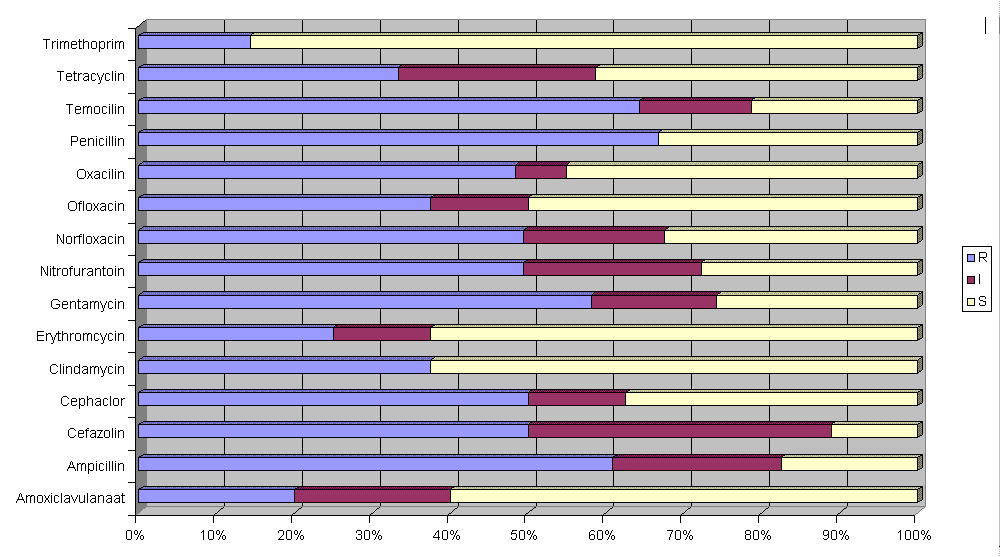 Trimethoprim
Tetracyclin
Temocilin
Penicillin
Oxacilin
Ofloxacin
Norfloxacin
Nitrofurantoin
Gentamycin
Erythromcycin
Clindamycin
Cephaclor
Cefazolin
Ampicillin
Amoxiclavulanaat
0% 10% 20% 30% 40% 50% 60% 70% 80% 90% 100%
R
I
S